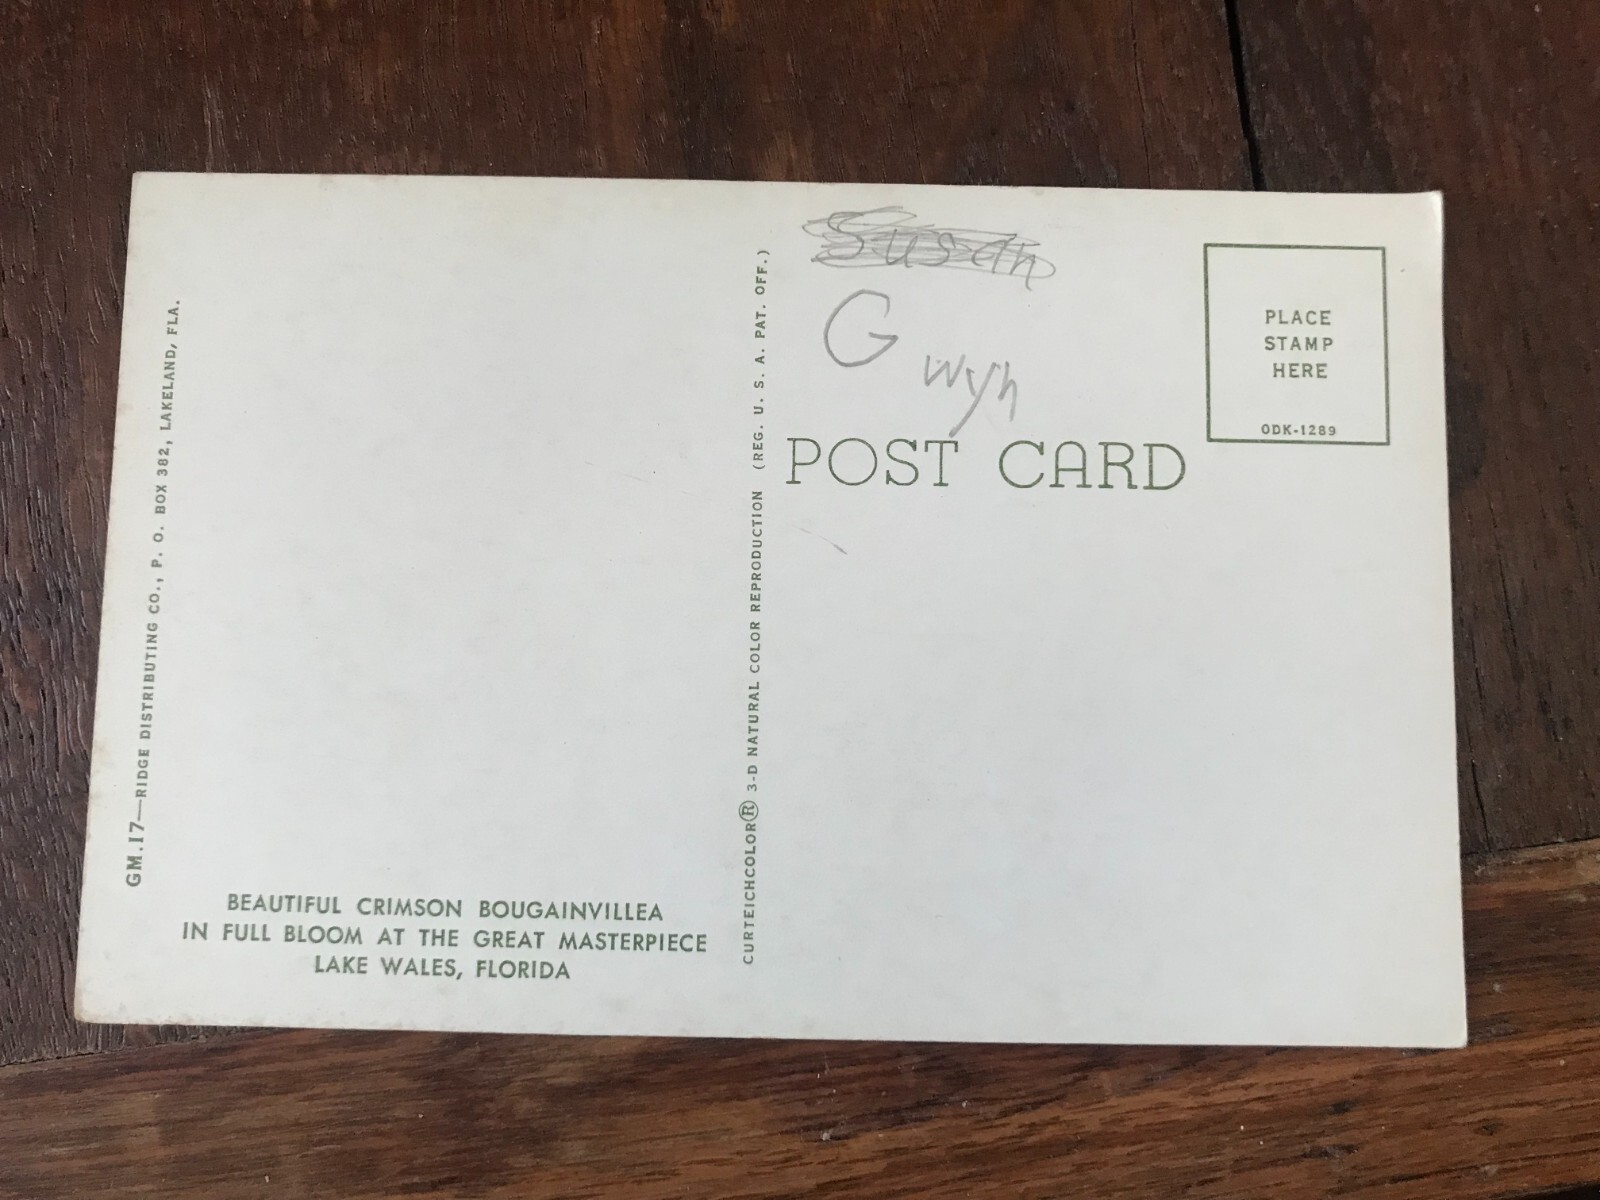 Susan
G wyn
PLACE
STAMP
HERE
ODK-1289
POST CARD
GM.17—RIDGE DISTRIBUTING CO., P. O. BOX 382, LAKELAND, FLA.
CURTEICHCOLOR® 3-D NATURAL COLOR REPRODUCTION (REG. U. S. A. PAT. OFF.)
BEAUTIFUL CRIMSON BOUGAINVILLEA
IN FULL BLOOM AT THE GREAT MASTERPIECE
LAKE WALES, FLORIDA